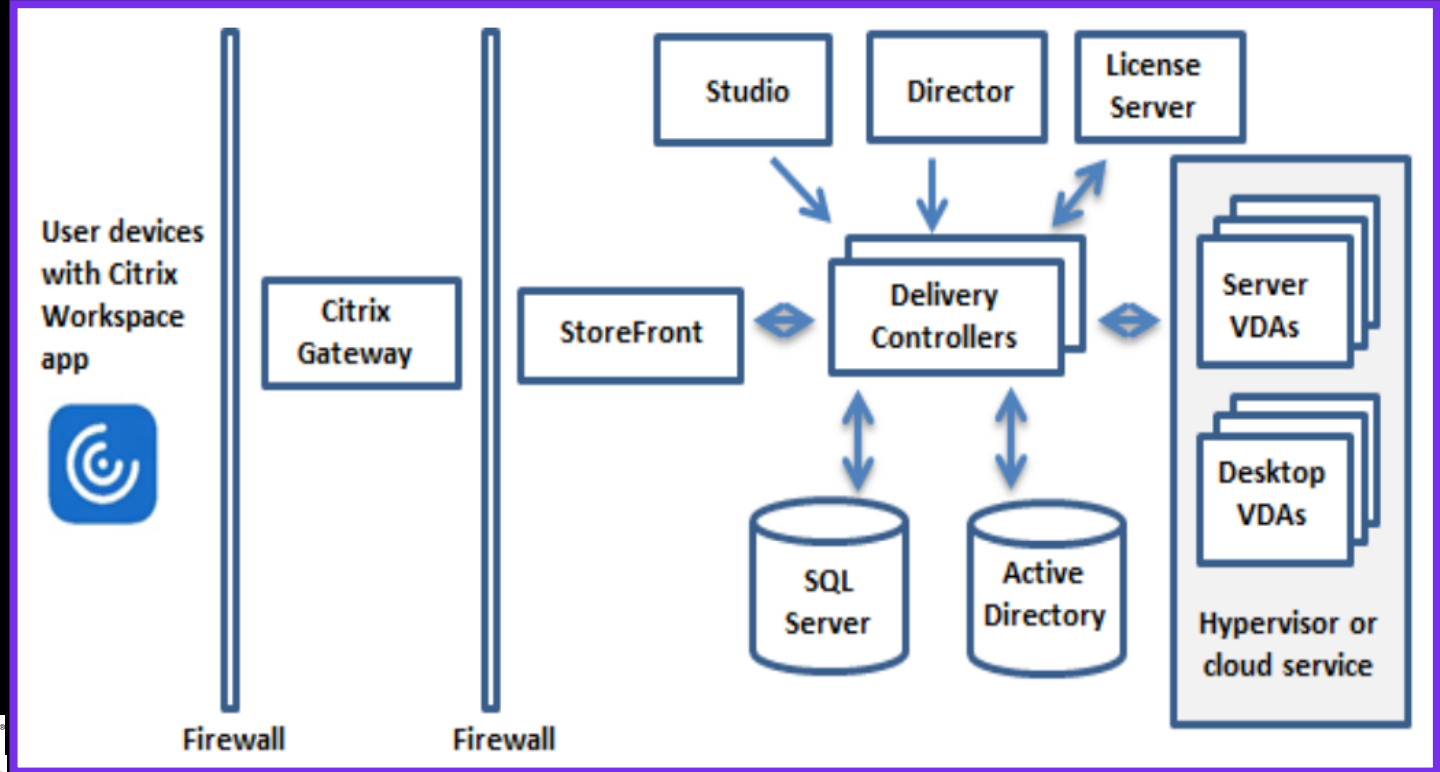 User devices
with Citrix
Workspace
app
Firewall
Citrix
Gateway
Firewall
StoreFront
Studio
Director
License
Server
Delivery
Controllers
SQL
Server
Active
Directory
Server
VDAs
Desktop
VDAs
Hypervisor or
cloud service
®